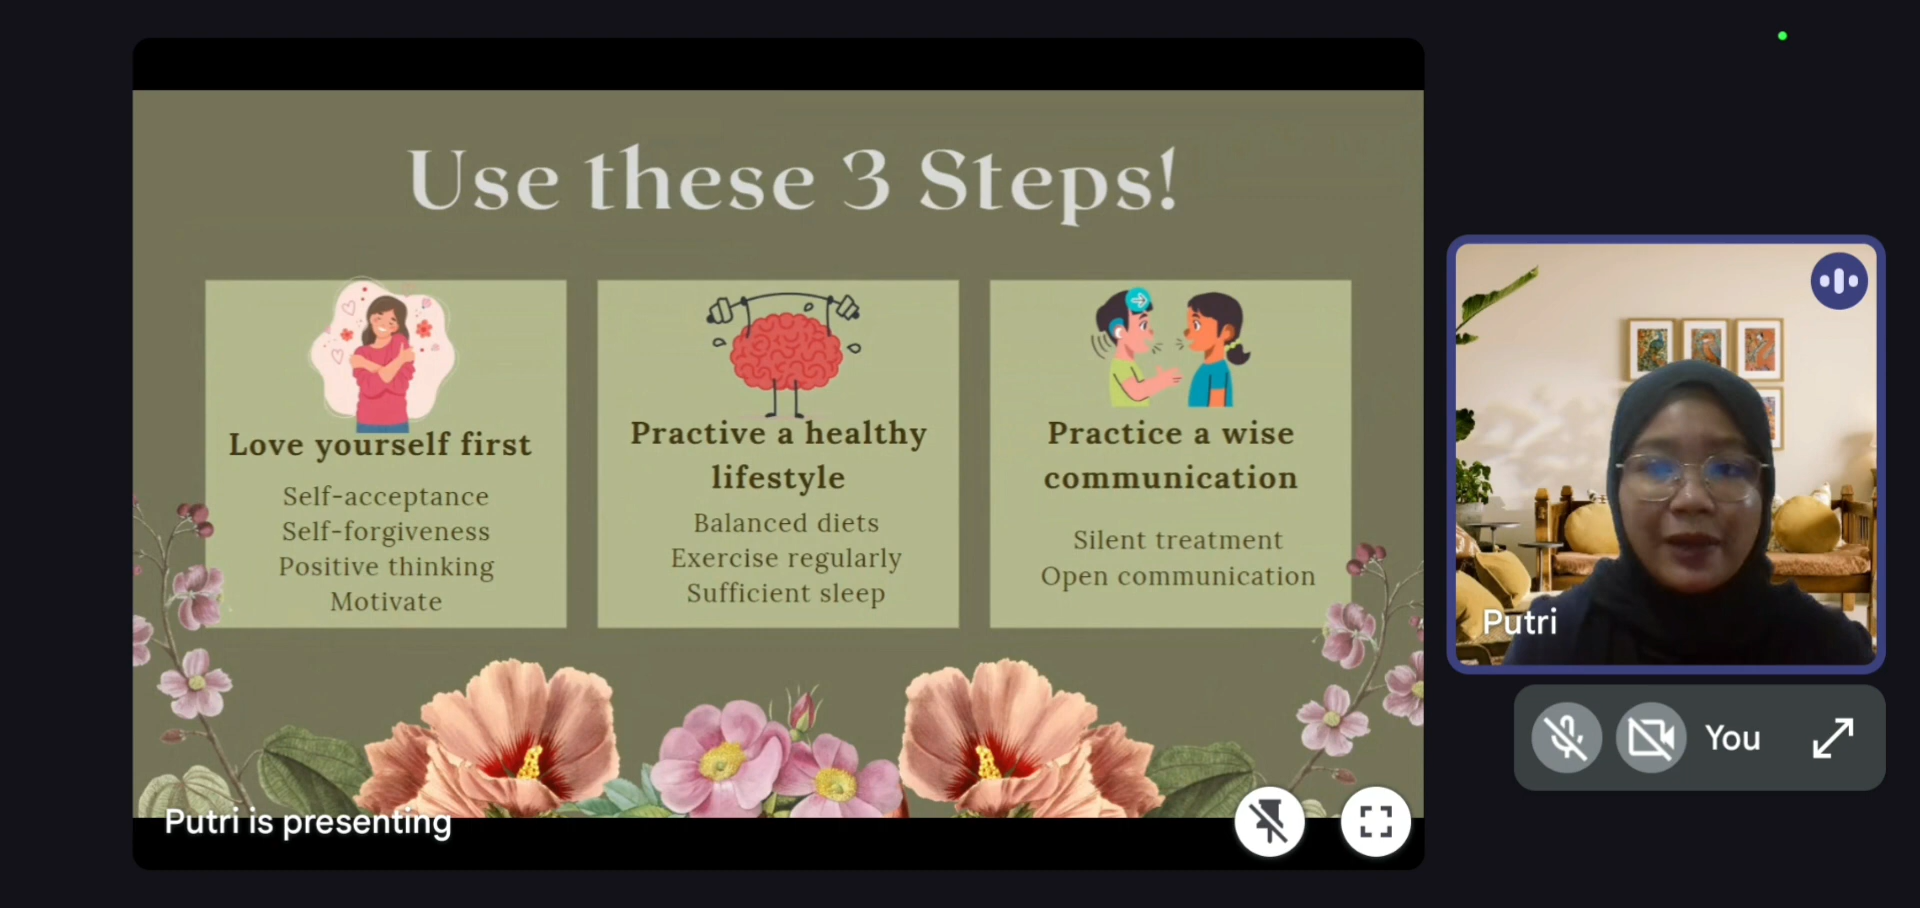 Use these 3 Steps!
Love yourself first
Self-acceptance
Self-forgiveness
Positive thinking
Motivate
Practive a healthy
lifestyle
Balanced diets
Exercise regularly
Sufficient sleep
Practice a wise
communication
Silent treatment
Open communication
Putri is presenting
Putri
You